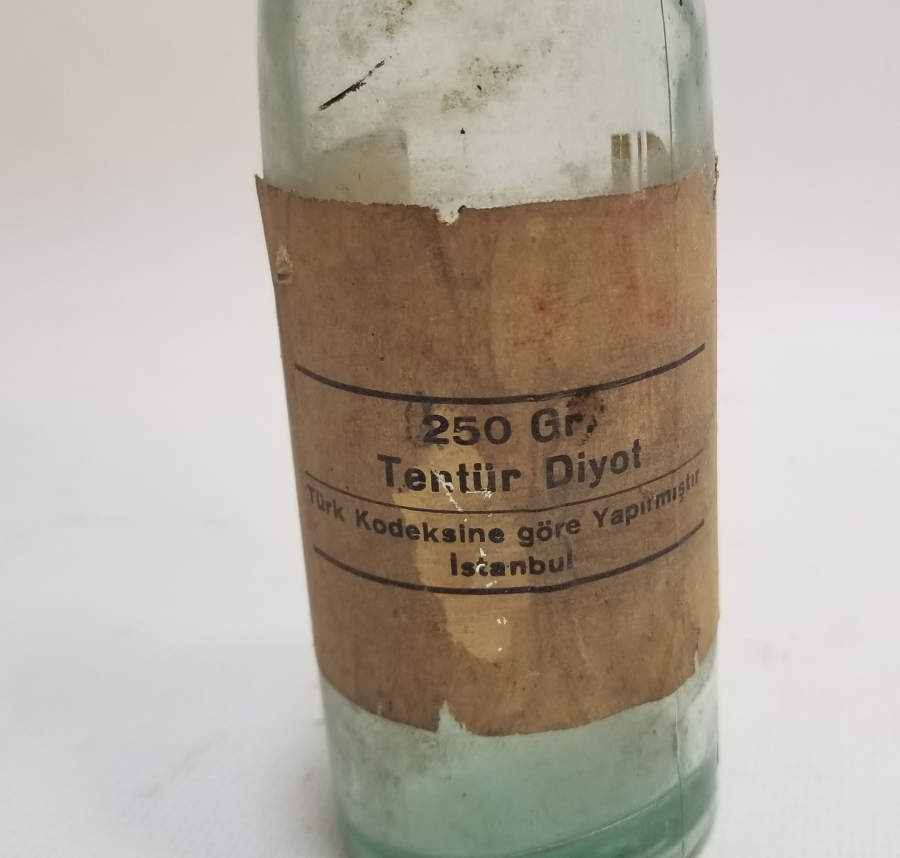 250 Gr.
Tentür Diyot
Türk Kodeksine göre Yapılmıştır
İstanbul